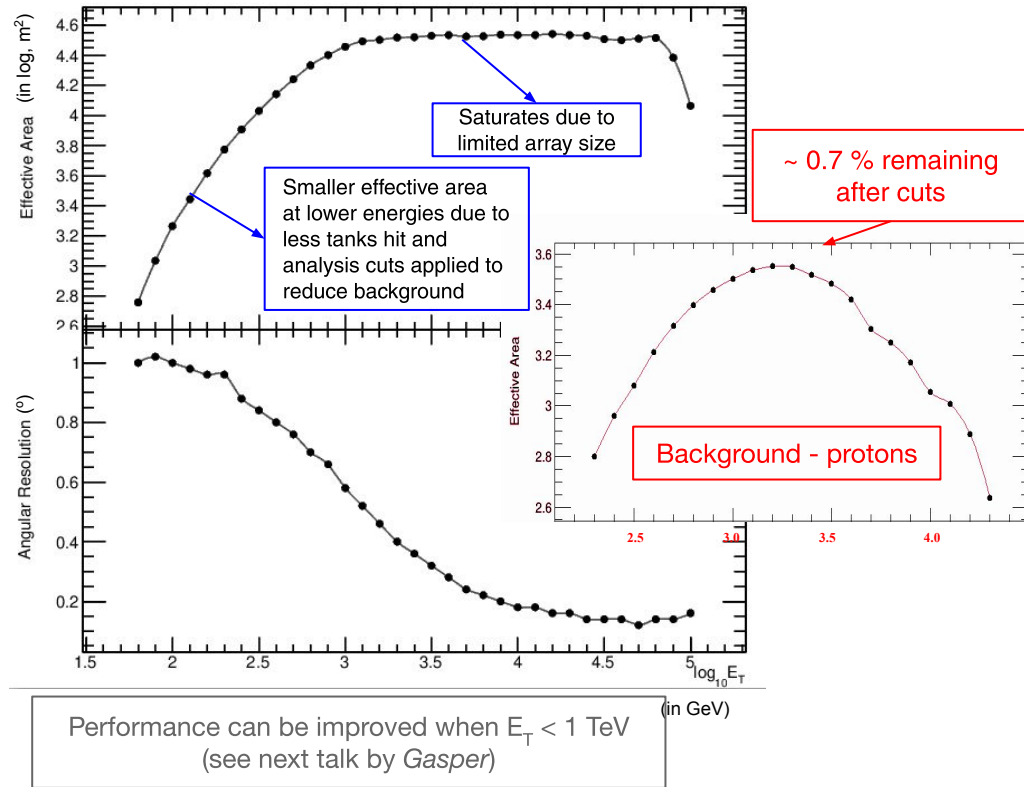 4.6
4.4
4.2
4
3.8
3.6
3.4
3.2
3
2.8
2.6
Effective Area (in log, m²)
Saturates due to
limited array size
Smaller effective area
at lower energies due to
less tanks hit and
analysis cuts applied to
reduce background
~ 0.7 % remaining
after cuts
3.6
3.4
3.2
3
2.8
2.6
Effective Area
Background - protons
2.5 3.0 3.5 4.0
1
0.8
0.6
0.4
0.2
Angular Resolution (º)
1.5 2 2.5 3 3.5 4 4.5 5
log₁₀E_T
(in GeV)
Performance can be improved when E_T < 1 TeV
(see next talk by Gasper)